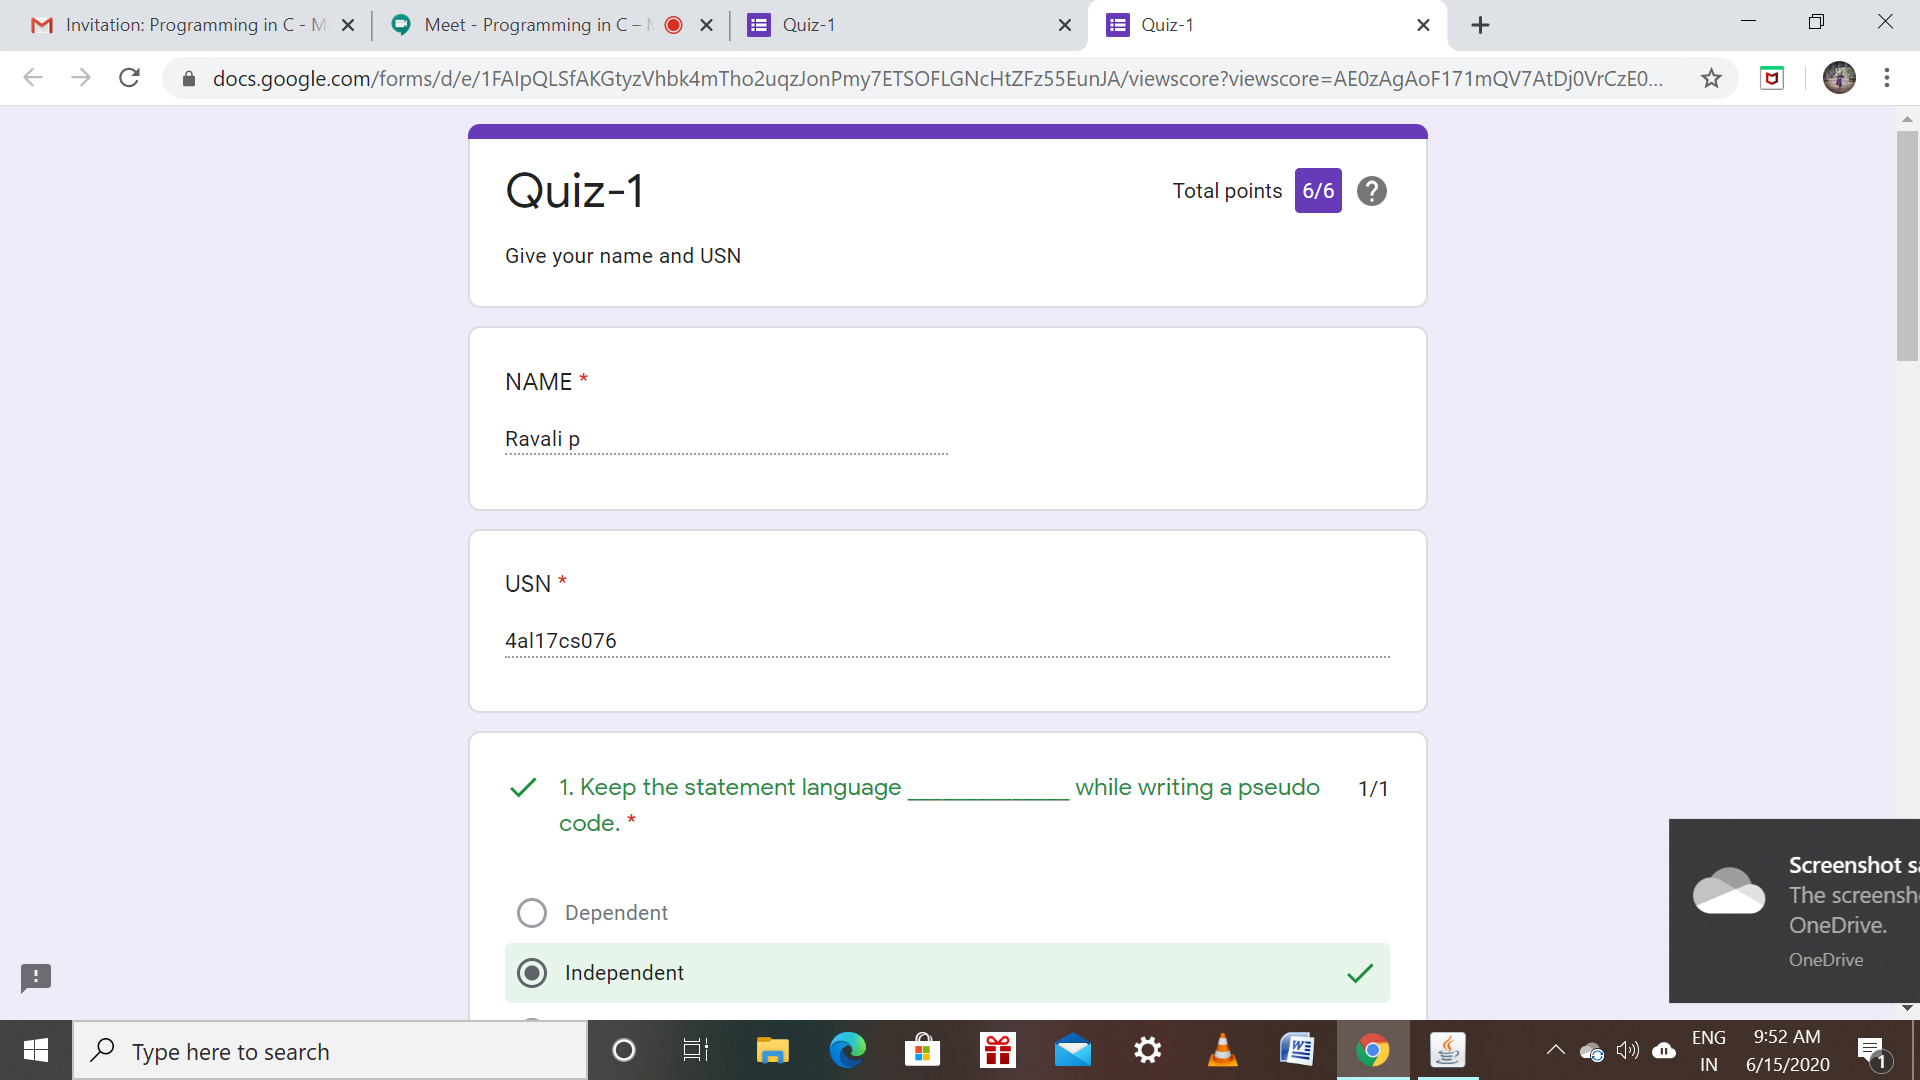 Invitation: Programming in C - M
Meet - Programming in C –
Quiz-1
Quiz-1
docs.google.com/forms/d/e/1FAIpQLSfAKGtyzVhbk4mTho2uqzJonPmy7ETSOFLGNcHtZFz55EunJA/viewscore?viewscore=AE0zAgAoF171mQV7AtDj0VrCzE0...
Quiz-1
Total points 6/6
Give your name and USN
NAME *
Ravali p
USN *
4al17cs076
1. Keep the statement language ______________ while writing a pseudo 1/1
code. *
Dependent
Independent
Screenshot sa
The screensh
OneDrive.
OneDrive
Type here to search
ENG
IN
9:52 AM
6/15/2020
1